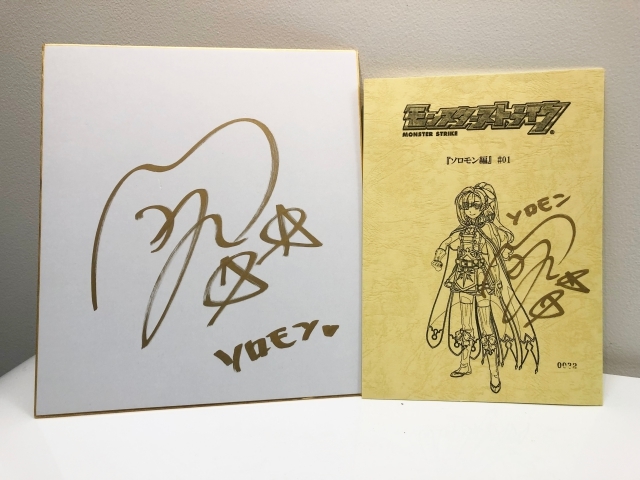 ソロモン
モンスターストライク
MONSTER STRIKE
『ソロモン編』 #01
ソロモン
0032